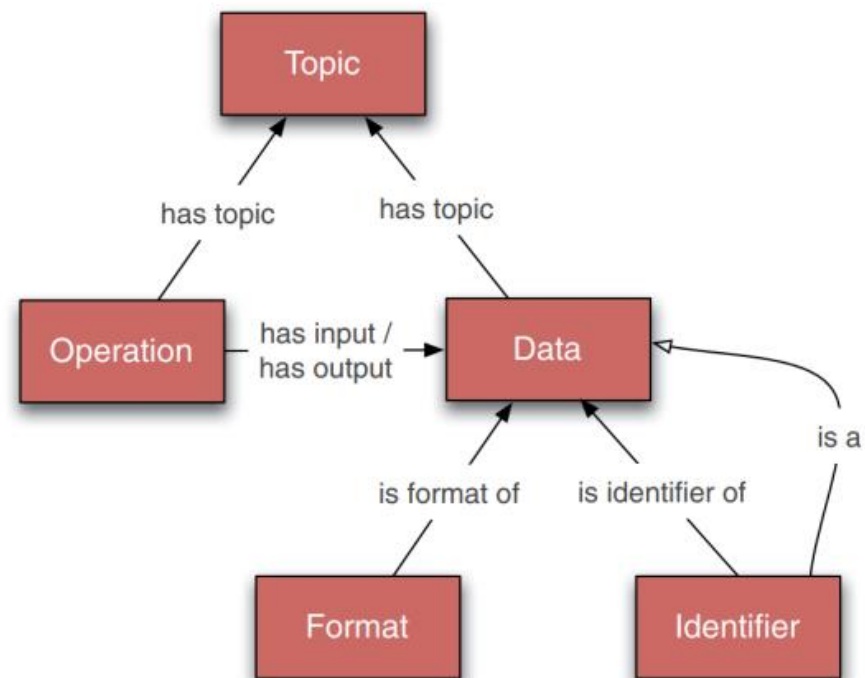 Topic
has topic
has topic
Operation
has input /
has output
Data
is a
is format of
is identifier of
Format
Identifier